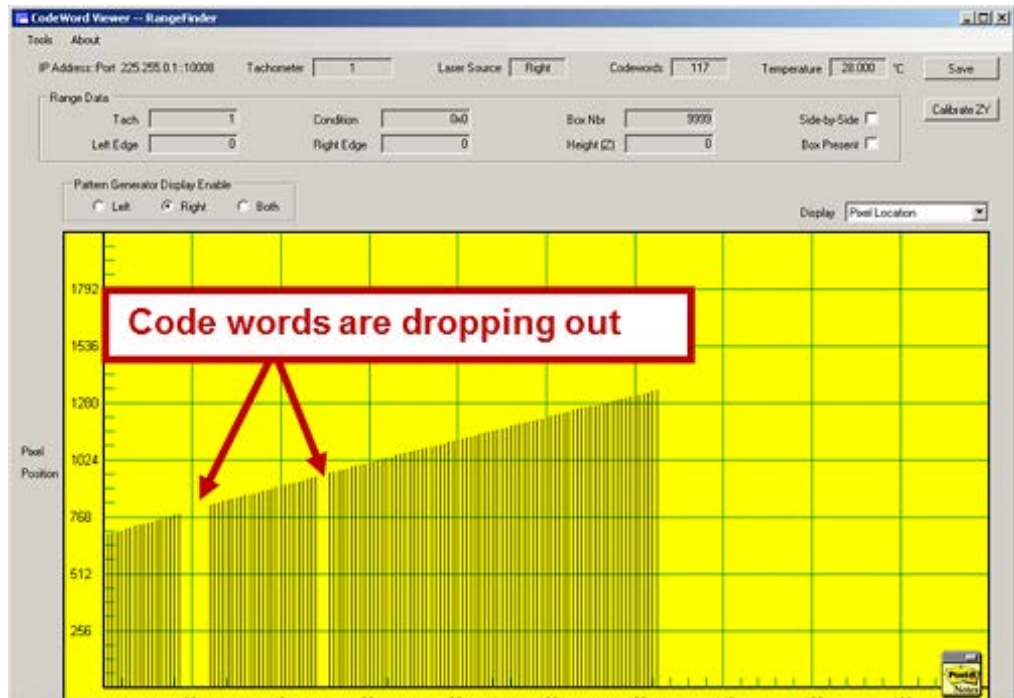 CodeWord Viewer -- RangeFinder
Tools About
IP Address::Port 225.255.0.1::10008 Tachometer 1 Laser Source Right Codewords 117 Temperature 28.000 °C Save
Range Data
Tach 1 Condition 0x0 Box Nbr 9999 Side-by-Side Calibrate ZY
Left Edge 0 Right Edge 0 Height (Z) 0 Box Present
Pattern Generator Display Enable
Left Right Both
Display Pixel Location
1792
Code words are dropping out
1536
1280
1024
Pixel
Position
768
512
256